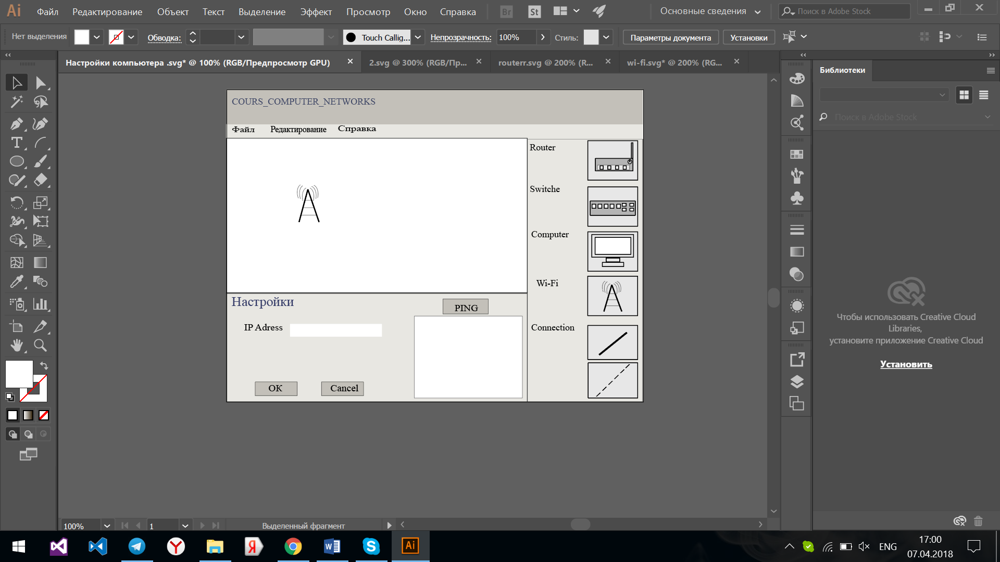 Ai Файл Редактирование Объект Текст Выделение Эффект Просмотр Окно Справка Br St Основные сведения Поиск в Adobe Stock
Нет выделения Обводка: Touch Callig... Непрозрачность: 100% Стиль: Параметры документа Установки
Настройки компьютера .svg* @ 100% (RGB/Предпросмотр GPU) 2.svg @ 300% (RGB/Пр... routerr.svg @ 200% (R... wi-fi.svg* @ 200% (RG...
Библиотеки
Поиск в Adobe Stock
COURS_COMPUTER_NETWORKS
Файл Редактирование Справка
Router
Switche
Computer
Wi-Fi
Connection
Настройки
PING
IP Adress
OK Cancel
Чтобы использовать Creative Cloud
Libraries,
установите приложение Creative Cloud
Установить
100% 1 Выделенный фрагмент
Я Ai
ENG
17:00
07.04.2018